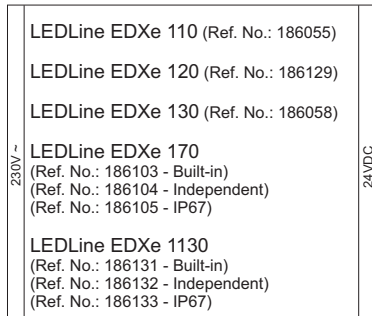 230V ~
LEDLine EDXe 110 (Ref. No.: 186055)
LEDLine EDXe 120 (Ref. No.: 186129)
LEDLine EDXe 130 (Ref. No.: 186058)
LEDLine EDXe 170
(Ref. No.: 186103 - Built-in)
(Ref. No.: 186104 - Independent)
(Ref. No.: 186105 - IP67)
LEDLine EDXe 1130
(Ref. No.: 186131 - Built-in)
(Ref. No.: 186132 - Independent)
(Ref. No.: 186133 - IP67)
24VDC